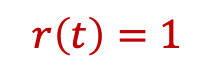 r(t) = 1